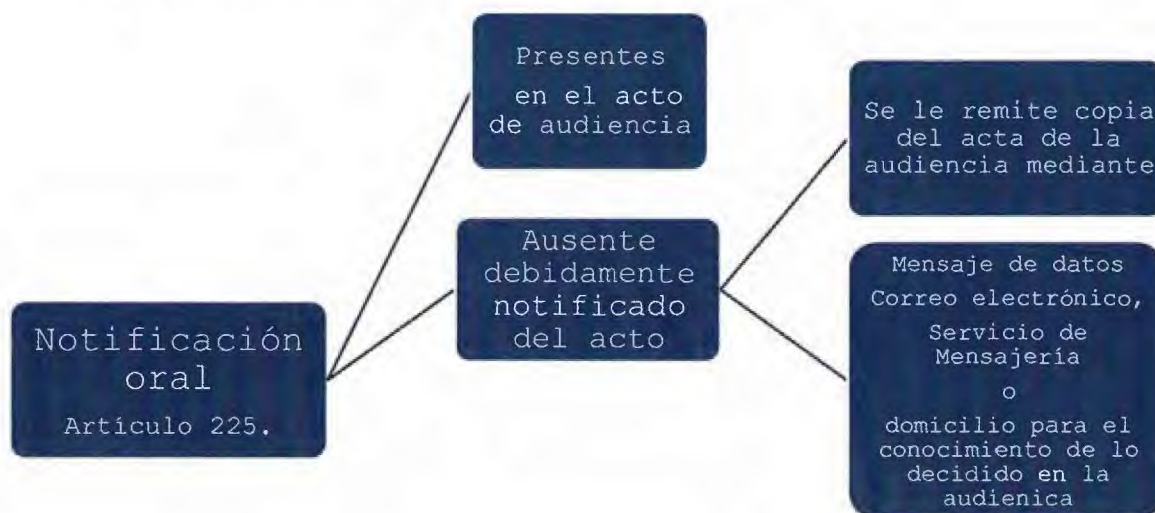 Notificación
oral
Artículo 225.
Presentes
en el acto
de audiencia
Ausente
debidamente
notificado
del acto
Se le remite copia
del acta de la
audiencia mediante
Mensaje de datos
Correo electrónico,
Servicio de
Mensajería
o
domicilio para el
conocimiento de lo
decidido en la
audienica